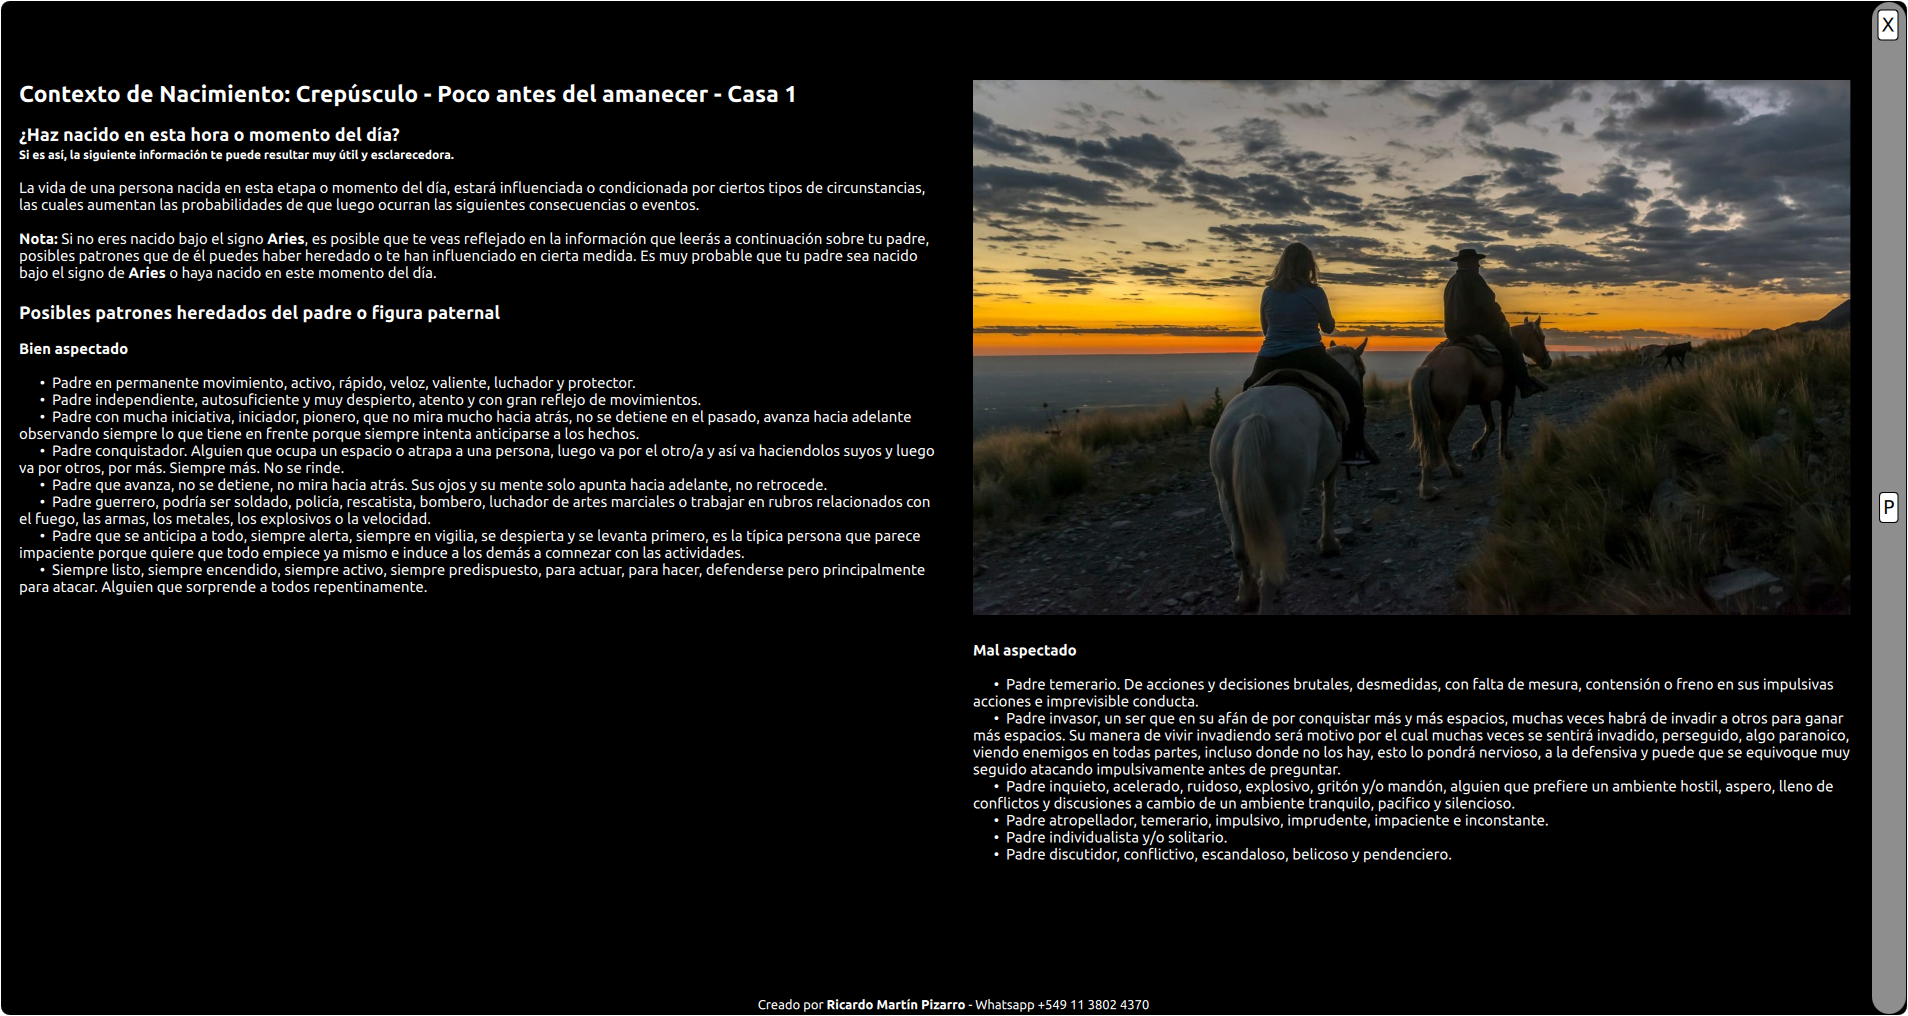 X
Contexto de Nacimiento: Crepúsculo - Poco antes del amanecer - Casa 1
¿Haz nacido en esta hora o momento del día?
Si es así, la siguiente información te puede resultar muy útil y esclarecedora.
La vida de una persona nacida en esta etapa o momento del día, estará influenciada o condicionada por ciertos tipos de circunstancias,
las cuales aumentan las probabilidades de que luego ocurran las siguientes consecuencias o eventos.
Nota: Si no eres nacido bajo el signo Aries, es posible que te veas reflejado en la información que leerás a continuación sobre tu padre,
posibles patrones que de él puedes haber heredado o te han influenciado en cierta medida. Es muy probable que tu padre sea nacido
bajo el signo de Aries o haya nacido en este momento del día.
Posibles patrones heredados del padre o figura paternal
Bien aspectado
• Padre en permanente movimiento, activo, rápido, veloz, valiente, luchador y protector.
• Padre independiente, autosuficiente y muy despierto, atento y con gran reflejo de movimientos.
• Padre con mucha iniciativa, iniciador, pionero, que no mira mucho hacia atrás, no se detiene en el pasado, avanza hacia adelante
observando siempre lo que tiene en frente porque siempre intenta anticiparse a los hechos.
• Padre conquistador. Alguien que ocupa un espacio o atrapa a una persona, luego va por el otro/a y así va haciendolos suyos y luego
va por otros, por más. Siempre más. No se rinde.
• Padre que avanza, no se detiene, no mira hacia atrás. Sus ojos y su mente solo apunta hacia adelante, no retrocede.
• Padre guerrero, podría ser soldado, policía, rescatista, bombero, luchador de artes marciales o trabajar en rubros relacionados con
el fuego, las armas, los metales, los explosivos o la velocidad.
• Padre que se anticipa a todo, siempre alerta, siempre en vigilia, se despierta y se levanta primero, es la típica persona que parece
impaciente porque quiere que todo empiece ya mismo e induce a los demás a comnezar con las actividades.
• Siempre listo, siempre encendido, siempre activo, siempre predispuesto, para actuar, para hacer, defenderse pero principalmente
para atacar. Alguien que sorprende a todos repentinamente.
P
Mal aspectado
• Padre temerario. De acciones y decisiones brutales, desmedidas, con falta de mesura, contensión o freno en sus impulsivas
acciones e imprevisible conducta.
• Padre invasor, un ser que en su afán de por conquistar más y más espacios, muchas veces habrá de invadir a otros para ganar
más espacios. Su manera de vivir invadiendo será motivo por el cual muchas veces se sentirá invadido, perseguido, algo paranoico,
viendo enemigos en todas partes, incluso donde no los hay, esto lo pondrá nervioso, a la defensiva y puede que se equivoque muy
seguido atacando impulsivamente antes de preguntar.
• Padre inquieto, acelerado, ruidoso, explosivo, gritón y/o mandón, alguien que prefiere un ambiente hostil, aspero, lleno de
conflictos y discusiones a cambio de un ambiente tranquilo, pacifico y silencioso.
• Padre atropellador, temerario, impulsivo, imprudente, impaciente e inconstante.
• Padre individualista y/o solitario.
• Padre discutidor, conflictivo, escandaloso, belicoso y pendenciero.
Creado por Ricardo Martín Pizarro - Whatsapp +549 11 3802 4370